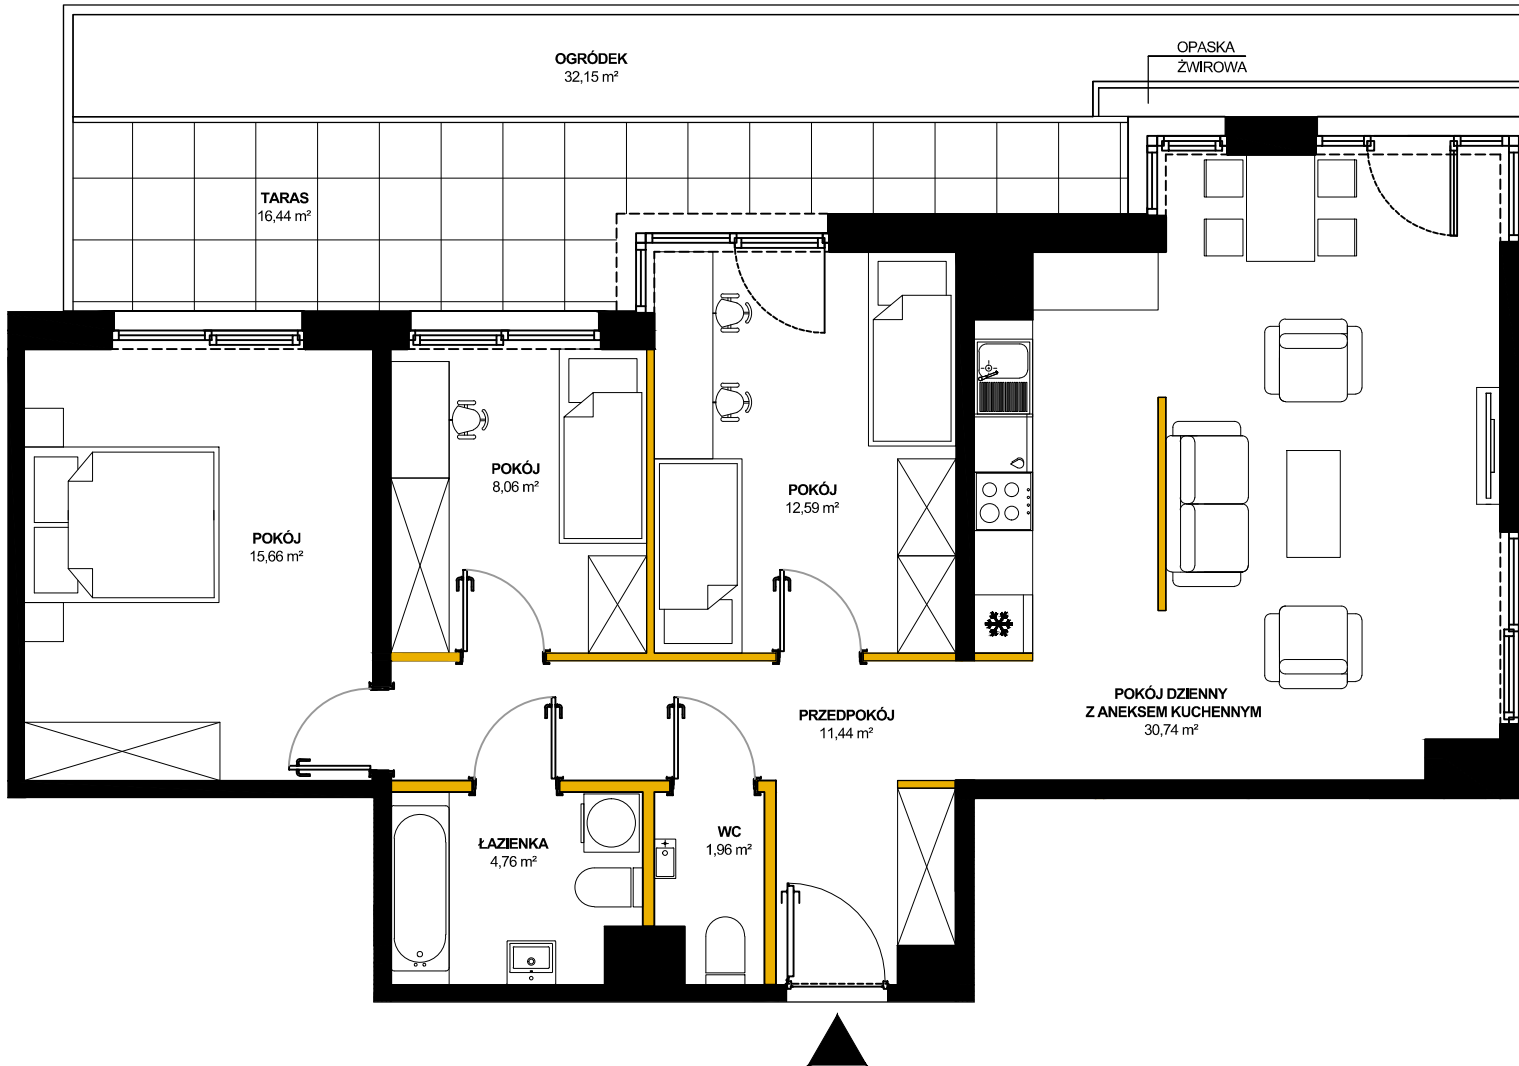 OGRÓDEK
32,15 m²
OPASKA
ŻWIROWA
TARAS
16,44 m²
POKÓJ
8,06 m²
POKÓJ
12,59 m²
POKÓJ
15,66 m²
PRZEDPOKÓJ
11,44 m²
POKÓJ DZIENNY
Z ANEKSEM KUCHENNYM
30,74 m²
ŁAZIENKA
4,76 m²
WC
1,96 m²